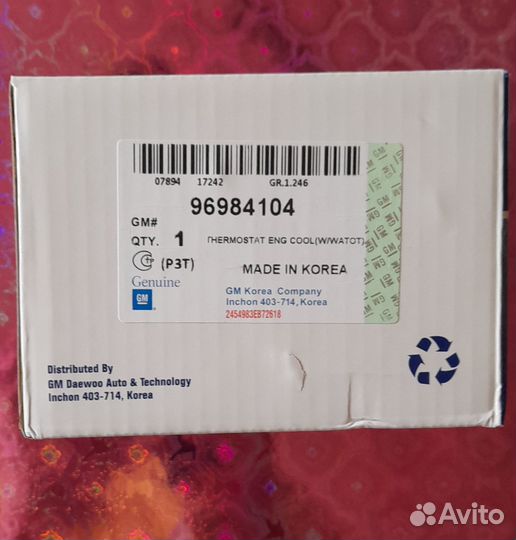 07894 17242 GR.1.246
96984104
GM#
QTY. 1 THERMOSTAT ENG COOL(W/WATOT)
(P3T) MADE IN KOREA
Genuine
GM
GM Korea Company
Inchon 403-714, Korea
2454983EB72618
Distributed By
GM Daewoo Auto & Technology
Inchon 403-714, Korea
Avito